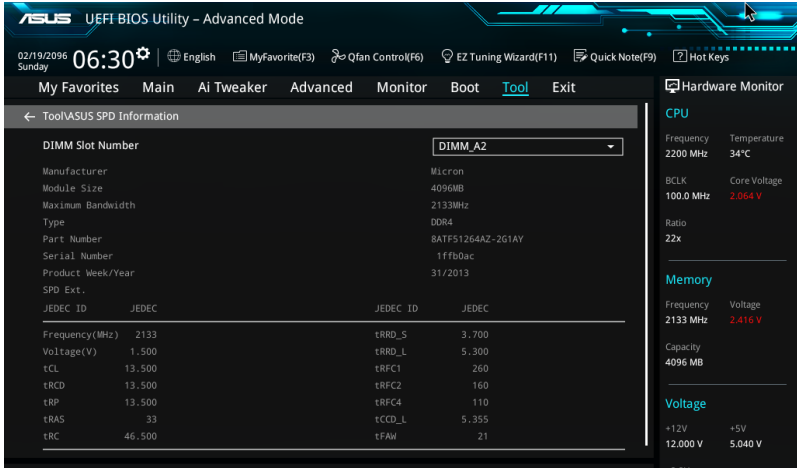 ASUS UEFI BIOS Utility – Advanced Mode
02/19/2096 Sunday 06:30 English MyFavorite(F3) Qfan Control(F6) EZ Tuning Wizard(F11) Quick Note(F9) ? Hot Keys
My Favorites Main Ai Tweaker Advanced Monitor Boot Tool Exit
← Tool\ASUS SPD Information
DIMM Slot Number DIMM_A2
Manufacturer Micron
Module Size 4096MB
Maximum Bandwidth 2133MHz
Type DDR4
Part Number 8ATF51264AZ-2G1AY
Serial Number 1ffb0ac
Product Week/Year 31/2013
SPD Ext.
JEDEC ID JEDEC JEDEC ID JEDEC
Frequency(MHz) 2133 tRRD_S 3.700
Voltage(V) 1.500 tRRD_L 5.300
tCL 13.500 tRFC1 260
tRCD 13.500 tRFC2 160
tRP 13.500 tRFC4 110
tRAS 33 tCCD_L 5.355
tRC 46.500 tFAW 21
Hardware Monitor
CPU
Frequency Temperature
2200 MHz 34°C
BCLK Core Voltage
100.0 MHz 2.064 V
Ratio
22x
Memory
Frequency Voltage
2133 MHz 2.416 V
Capacity
4096 MB
Voltage
+12V +5V
12.000 V 5.040 V